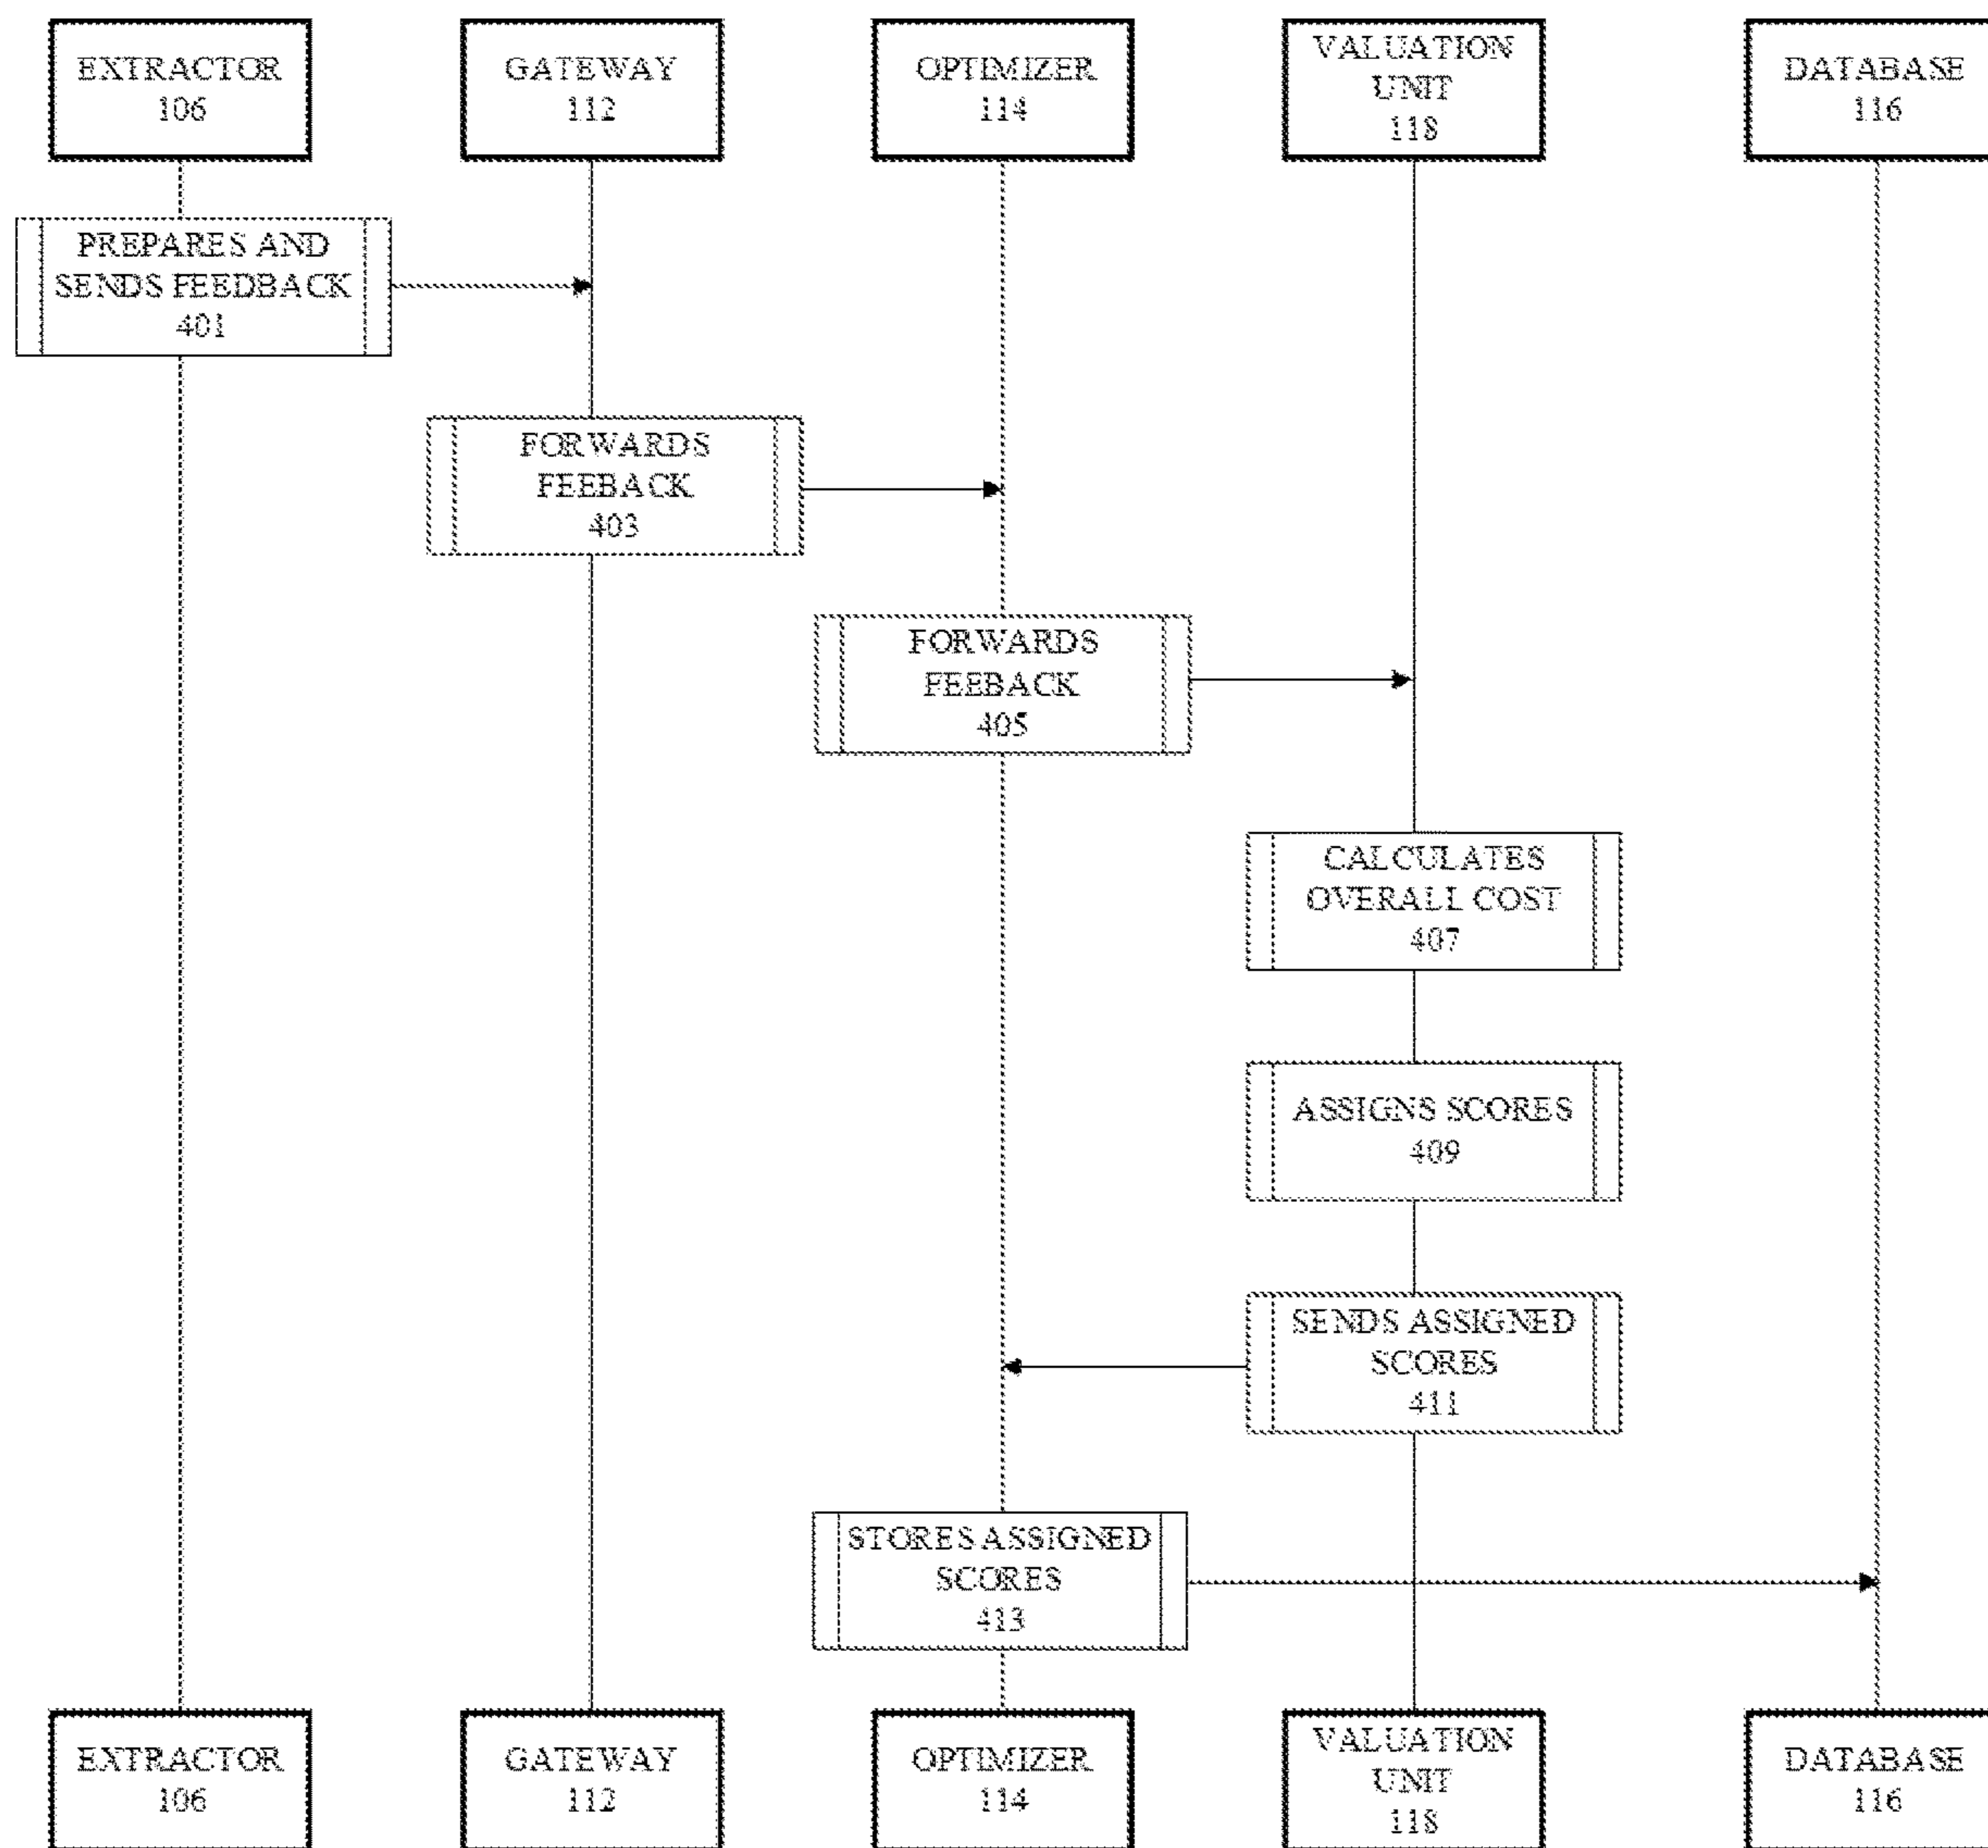 EXTRACTOR
106
GATEWAY
112
OPTIMIZER
114
VALUATION
UNIT
118
DATABASE
116
PREPARES AND
SENDS FEEDBACK
401
FORWARDS
FEEBACK
403
FORWARDS
FEEBACK
405
CALCULATES
OVERALL COST
407
ASSIGNS SCORES
409
SENDS ASSIGNED
SCORES
411
STORES ASSIGNED
SCORES
413
EXTRACTOR
106
GATEWAY
112
OPTIMIZER
114
VALUATION
UNIT
118
DATABASE
116